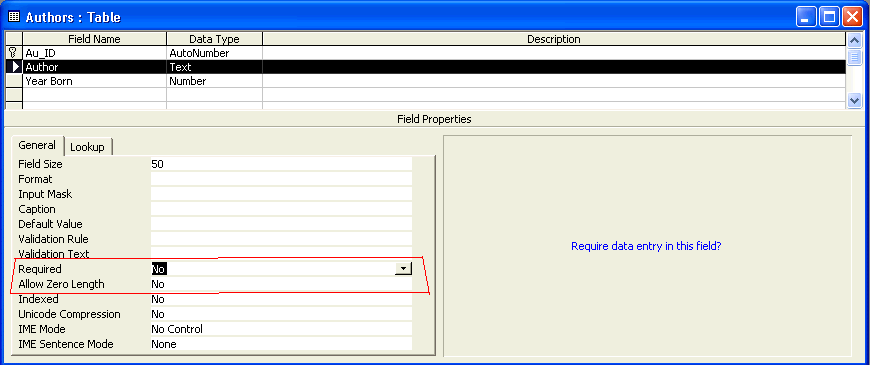 Authors : Table
Field Name Data Type Description
Au_ID AutoNumber
Author Text
Year Born Number
Field Properties
General Lookup
Field Size 50
Format
Input Mask
Caption
Default Value
Validation Rule
Validation Text
Required No
Allow Zero Length No
Indexed No
Unicode Compression No
IME Mode No Control
IME Sentence Mode None
Require data entry in this field?